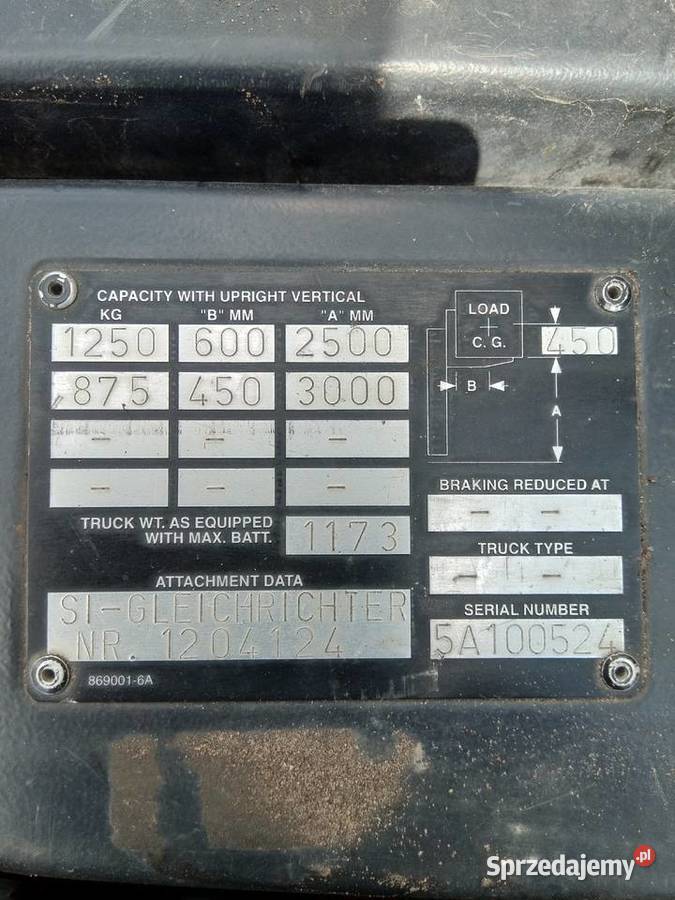 CAPACITY WITH UPRIGHT VERTICAL
KG "B" MM "A" MM
1250 600 2500
875 450 3000
- - -
- - -
TRUCK WT. AS EQUIPPED
WITH MAX. BATT. 1173
ATTACHMENT DATA
SI-GLEICHRICHTER
NR. 1204124
869001-6A
LOAD
C. G.
450
B
A
BRAKING REDUCED AT
- -
TRUCK TYPE
- -
SERIAL NUMBER
5A100524
Sprzedajemy.pl